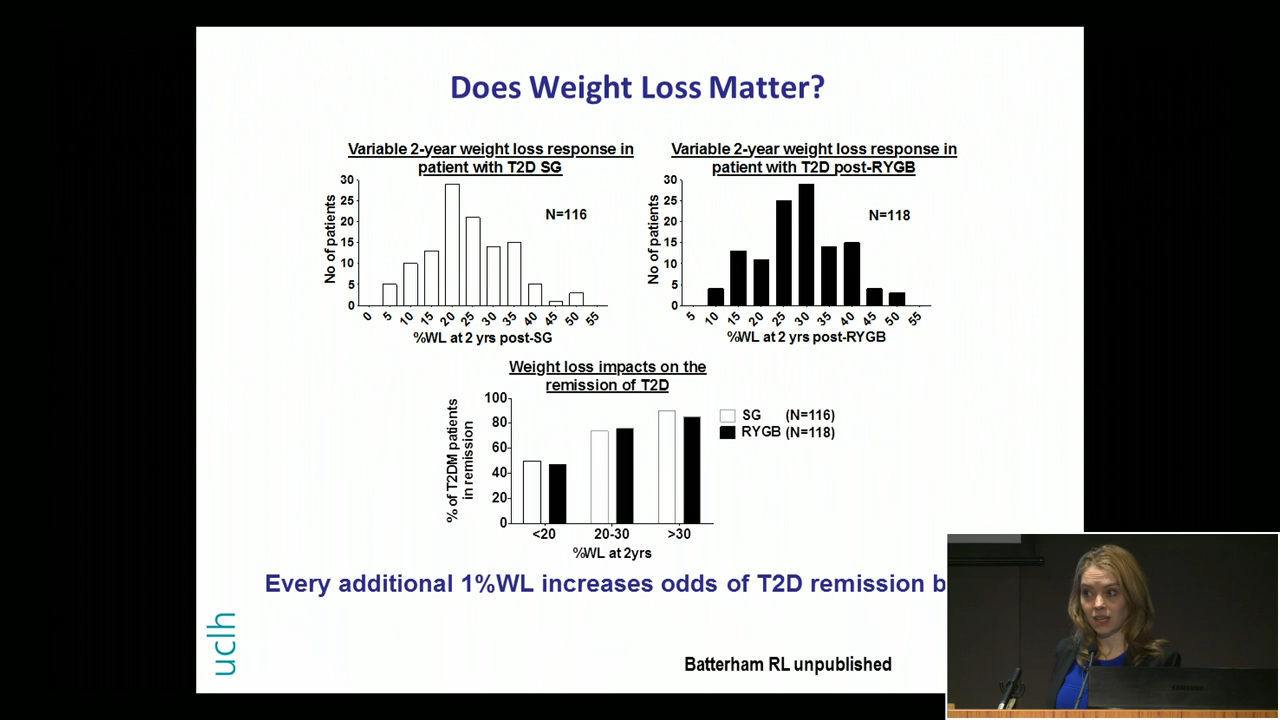 Does Weight Loss Matter?
Variable 2-year weight loss response in
patient with T2D SG
30
25
20
15
10
5
0
No of patients
N=116
0 5 10 15 20 25 30 35 40 45 50 55
%WL at 2 yrs post-SG
Variable 2-year weight loss response in
patient with T2D post-RYGB
30
25
20
15
10
5
0
No of patients
N=118
5 10 15 20 25 30 35 40 45 50 55
%WL at 2 yrs post-RYGB
Weight loss impacts on the
remission of T2D
100
80
60
40
20
0
% of T2DM patients
in remission
<20 20-30 >30
%WL at 2yrs
SG (N=116)
RYGB (N=118)
Every additional 1%WL increases odds of T2D remission b
uclh
Batterham RL unpublished
SAMSUNG